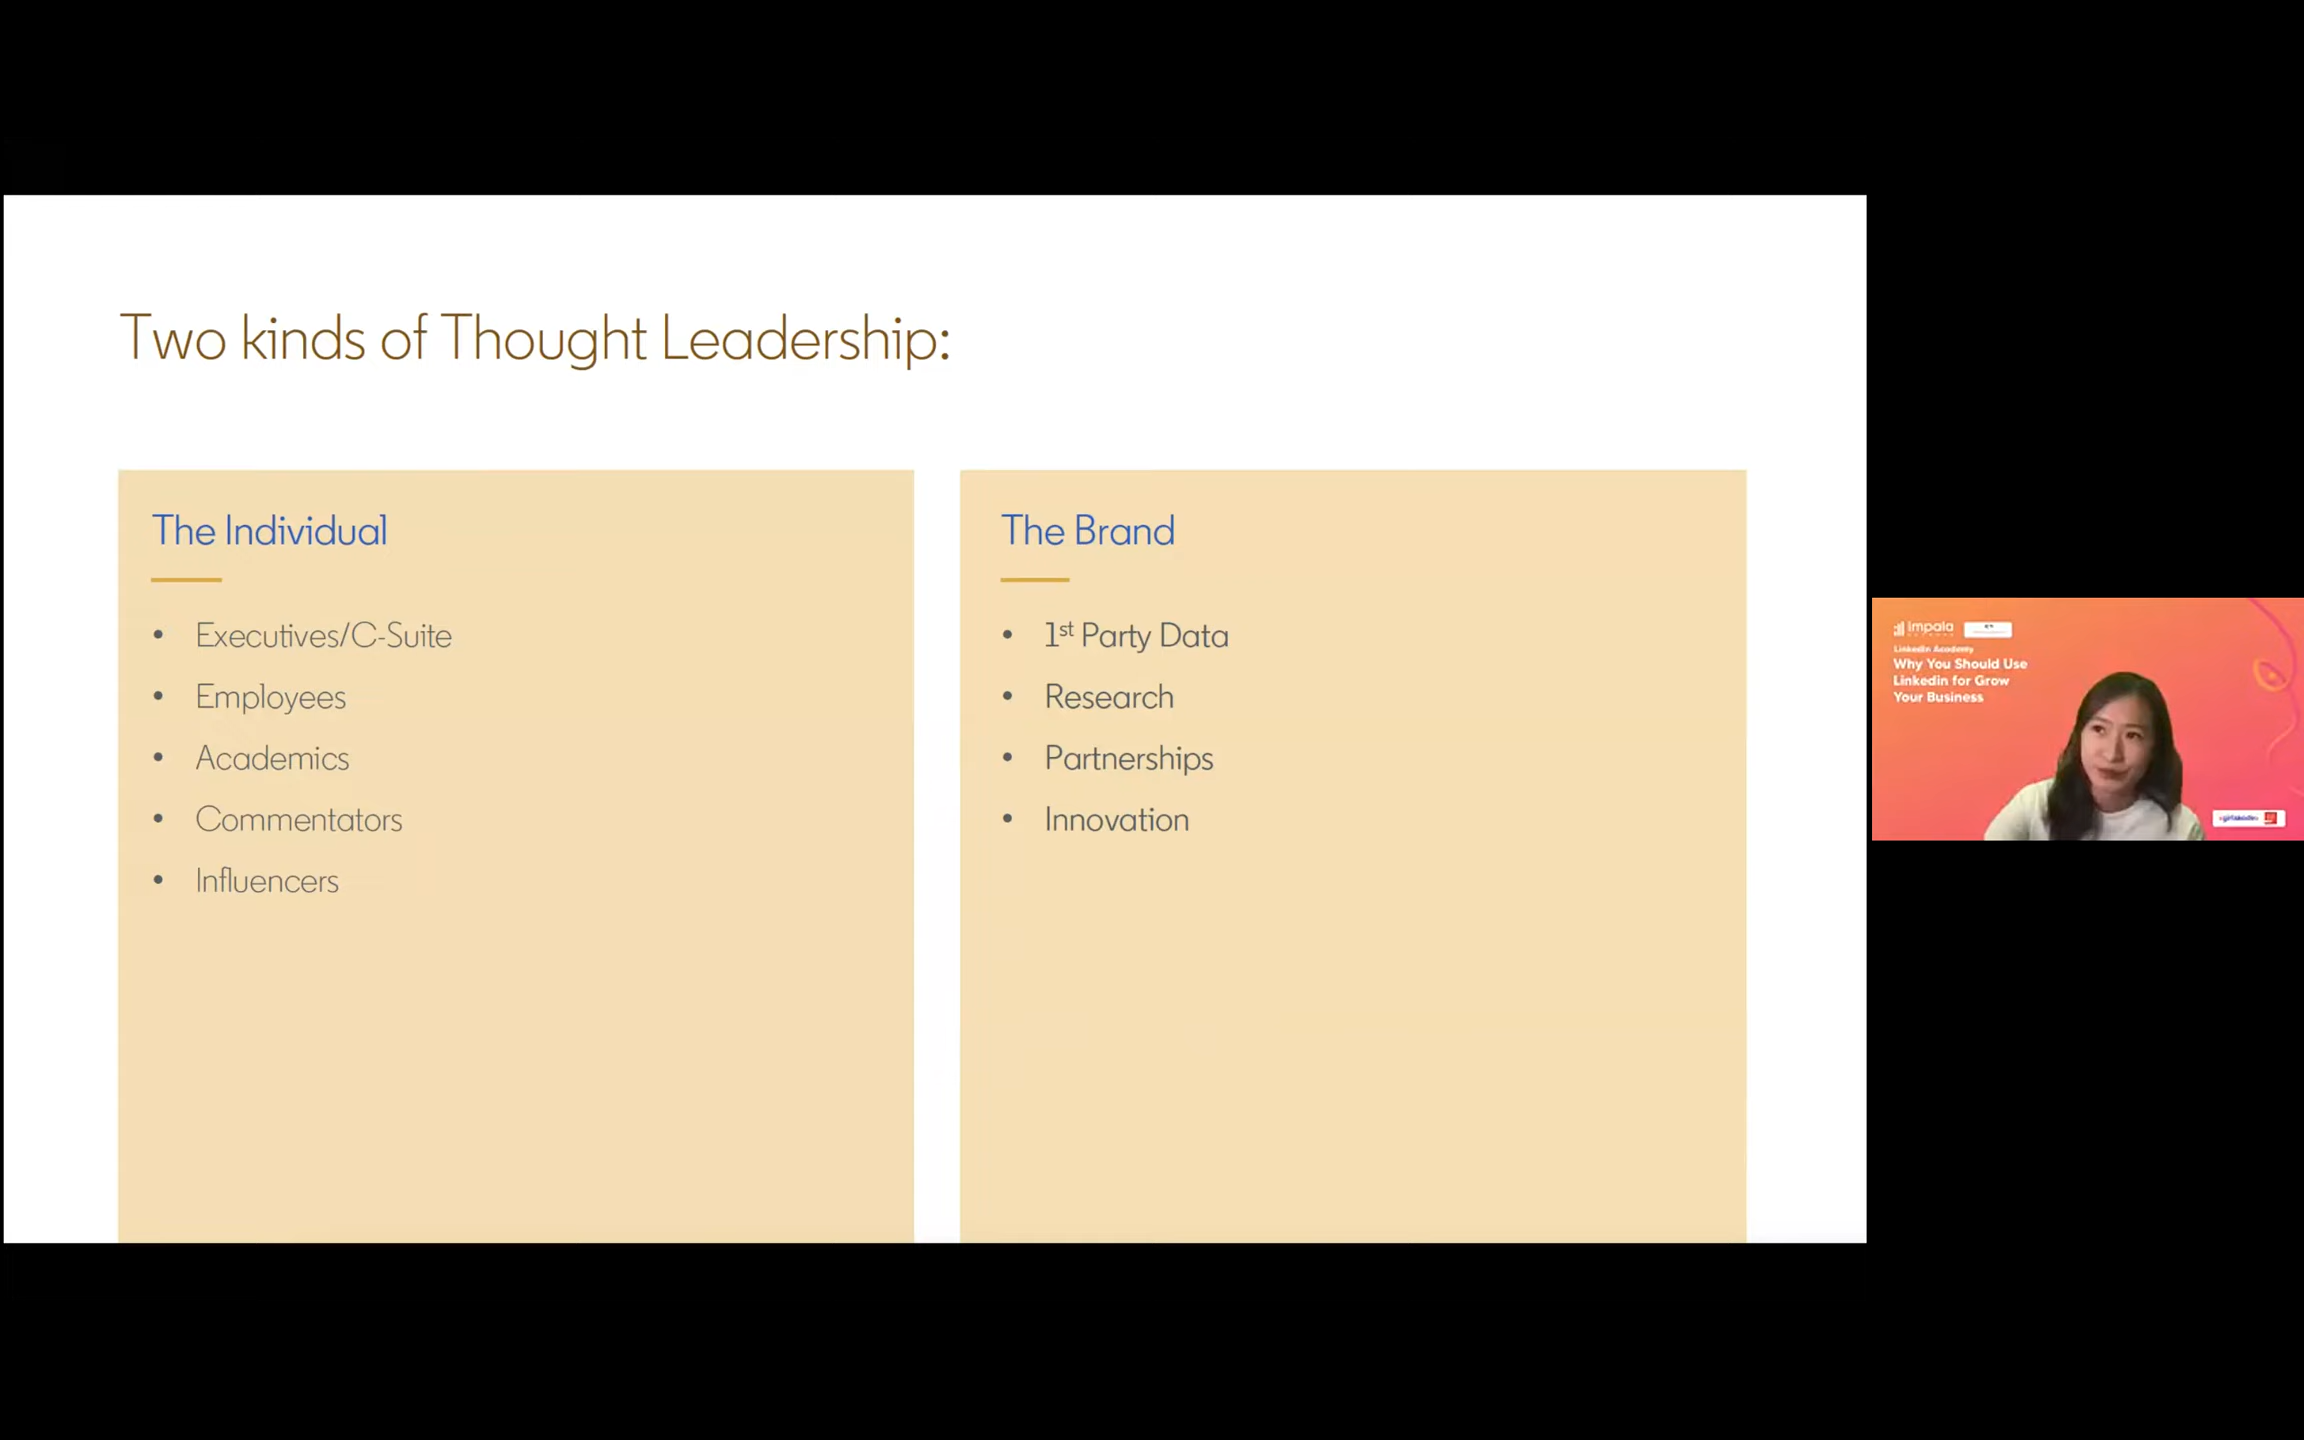 Two kinds of Thought Leadership:
The Individual
• Executives/C-Suite
• Employees
• Academics
• Commentators
• Influencers
The Brand
• 1st Party Data
• Research
• Partnerships
• Innovation
impala
LinkedIn Academy
Why You Should Use
Linkedin for Grow
Your Business